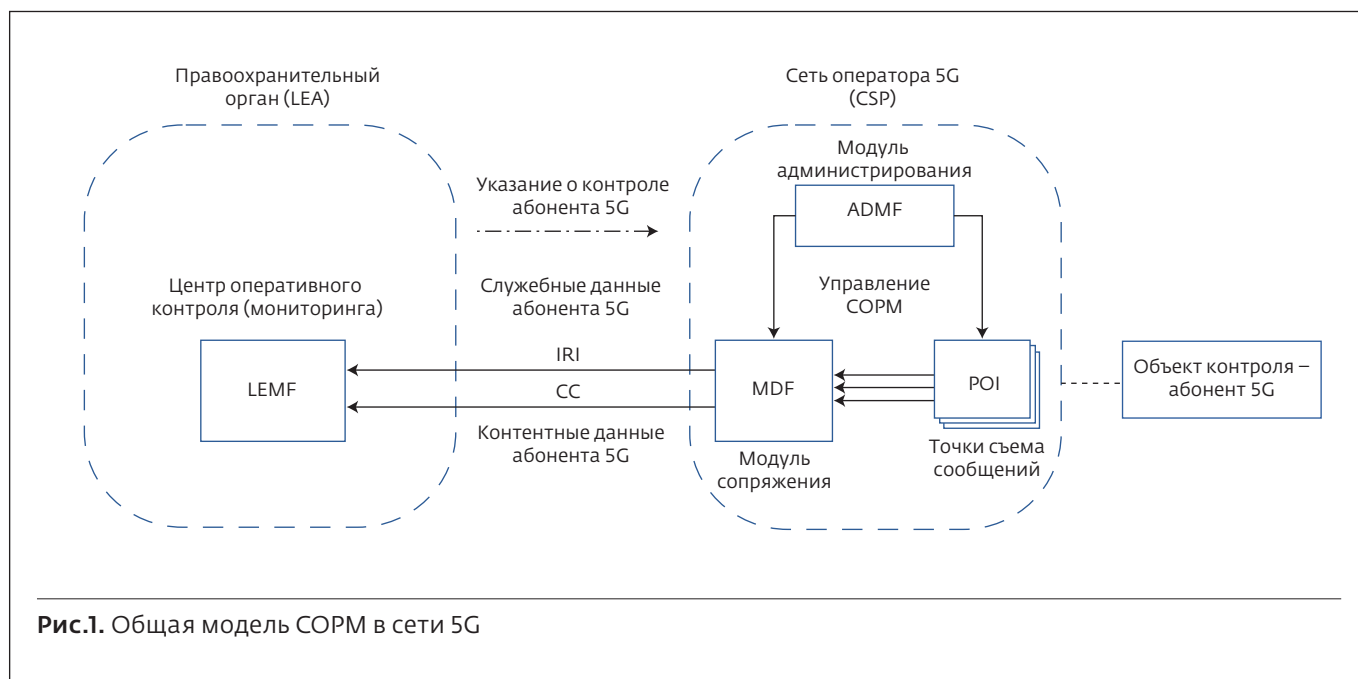 Правоохранительный
орган (LEA)
Сеть оператора 5G
(CSP)
Указание о контроле
абонента 5G
Модуль
администрирования
ADMF
Центр оперативного
контроля (мониторинга)
Служебные данные
абонента 5G
Управление
СОРМ
LEMF
IRI
CC
MDF
POI
Объект контроля –
абонент 5G
Контентные данные
абонента 5G
Модуль
сопряжения
Точки съема
сообщений
Рис.1. Общая модель СОРМ в сети 5G